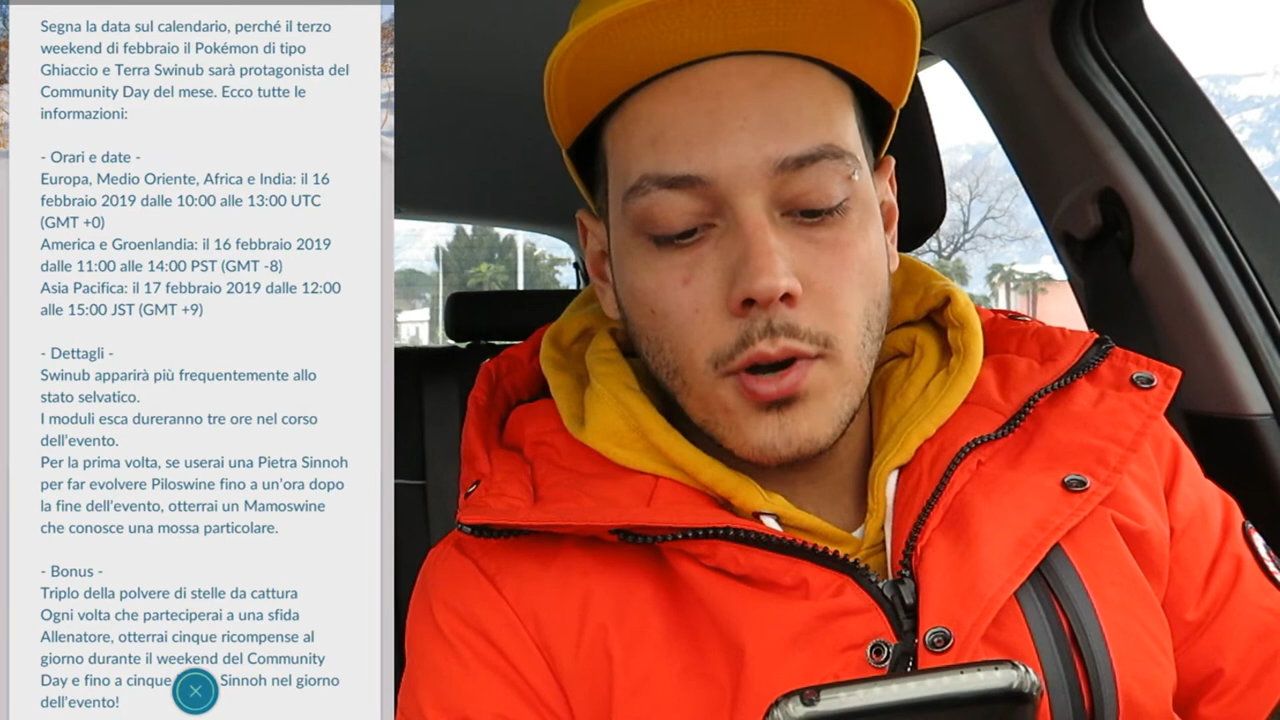 Segna la data sul calendario, perché il terzo
weekend di febbraio il Pokémon di tipo
Ghiaccio e Terra Swinub sarà protagonista del
Community Day del mese. Ecco tutte le
informazioni:
- Orari e date -
Europa, Medio Oriente, Africa e India: il 16
febbraio 2019 dalle 10:00 alle 13:00 UTC
(GMT +0)
America e Groenlandia: il 16 febbraio 2019
dalle 11:00 alle 14:00 PST (GMT -8)
Asia Pacifica: il 17 febbraio 2019 dalle 12:00
alle 15:00 JST (GMT +9)
- Dettagli -
Swinub apparirà più frequentemente allo
stato selvatico.
I moduli esca dureranno tre ore nel corso
dell'evento.
Per la prima volta, se userai una Pietra Sinnoh
per far evolvere Piloswine fino a un'ora dopo
la fine dell'evento, otterrai un Mamoswine
che conosce una mossa particolare.
- Bonus -
Triplo della polvere di stelle da cattura
Ogni volta che parteciperai a una sfida
Allenatore, otterrai cinque ricompense al
giorno durante il weekend del Community
Day e fino a cinque Sinnoh nel giorno
dell'evento!